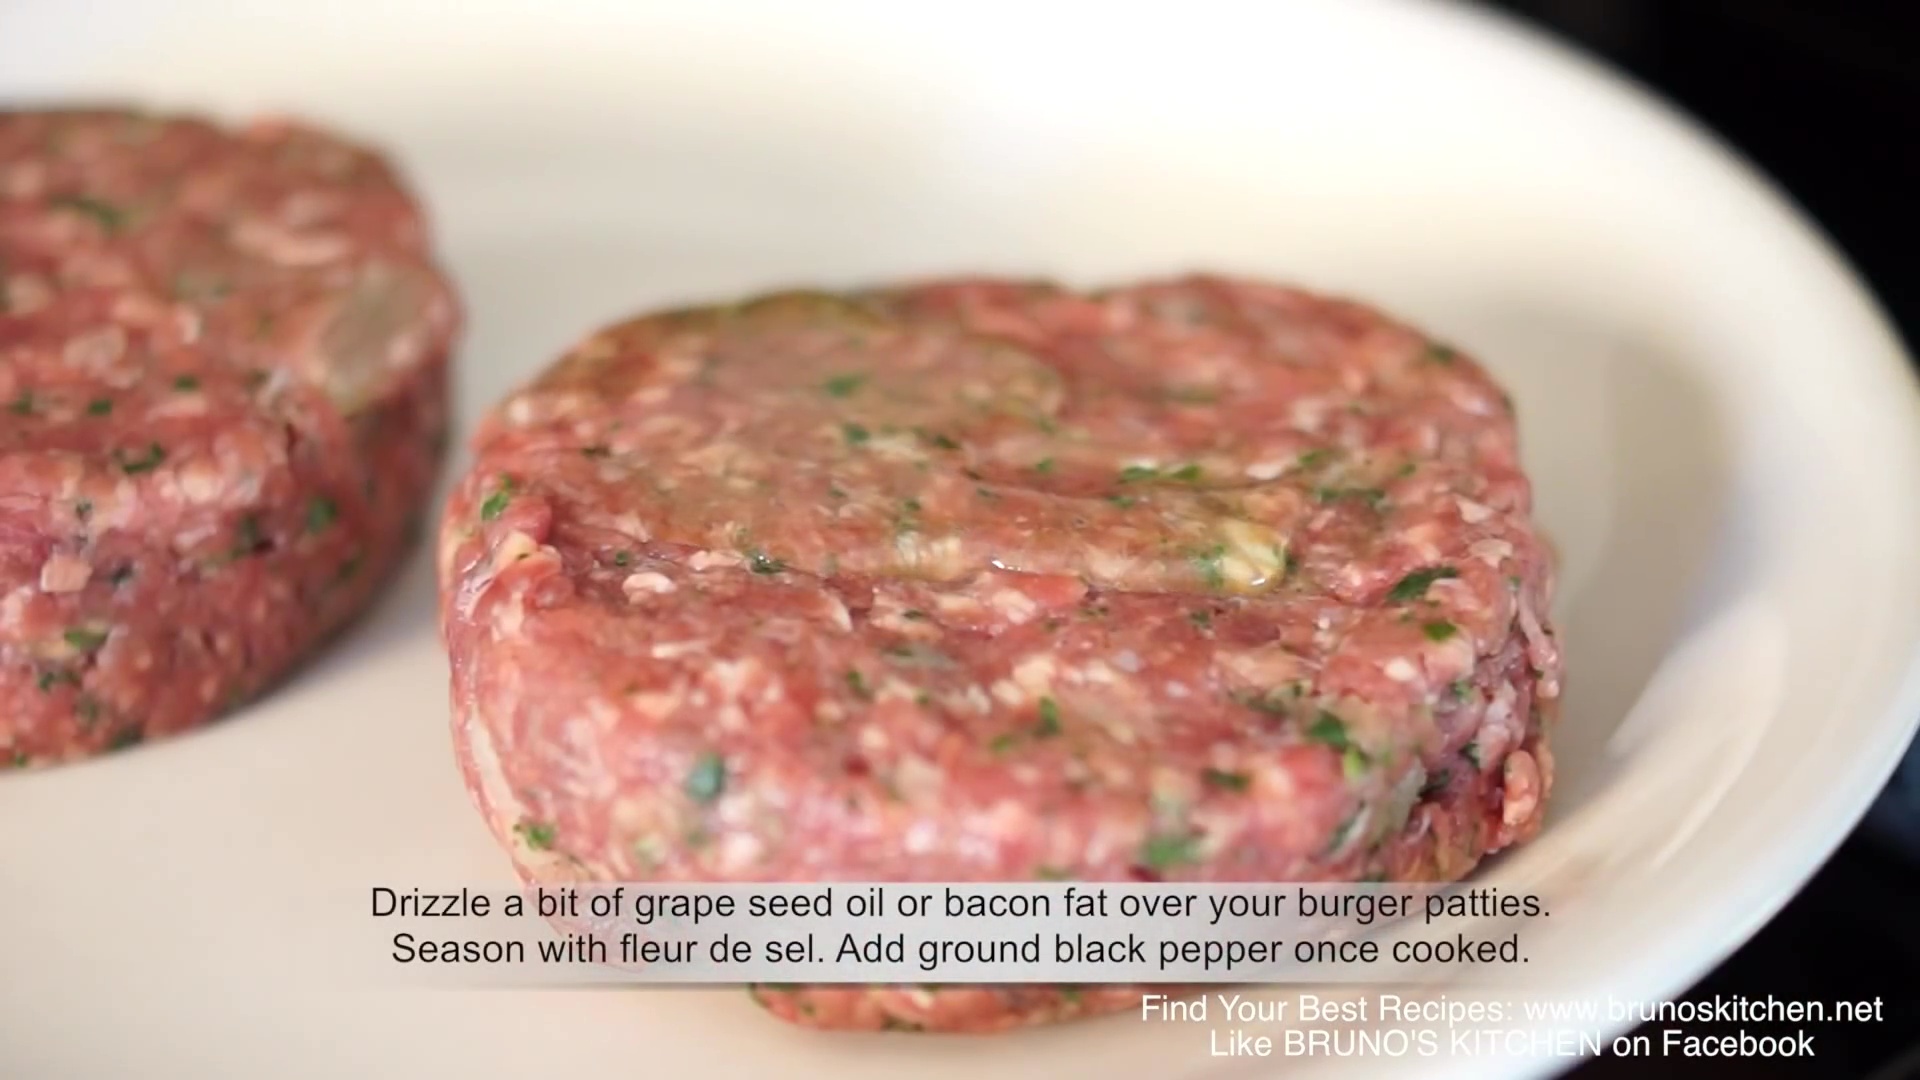 Drizzle a bit of grape seed oil or bacon fat over your burger patties.
Season with fleur de sel. Add ground black pepper once cooked.
Find Your Best Recipes: www.brunoskitchen.net
Like BRUNO'S KITCHEN on Facebook